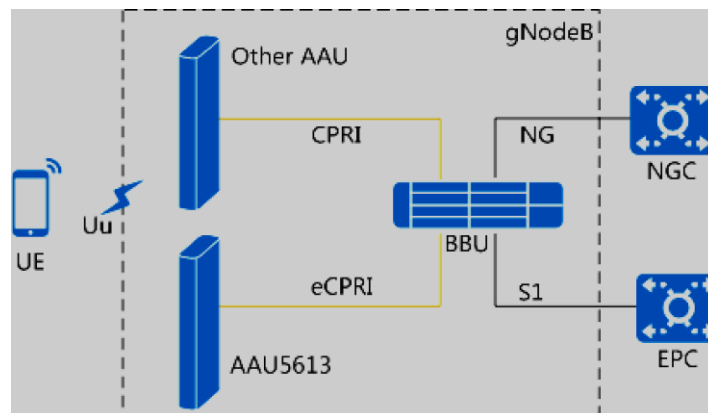 gNodeB
Other AAU
CPRI
NG
NGC
Uu
UE
BBU
eCPRI
S1
EPC
AAU5613